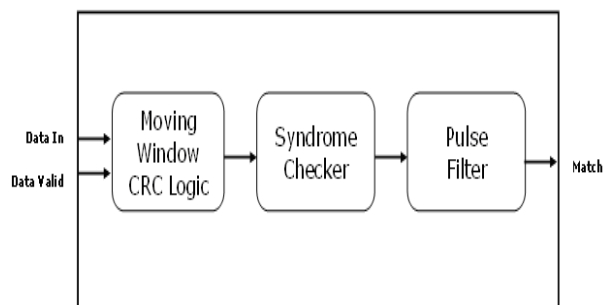 Data In
Data Valid
Moving
Window
CRC Logic
Syndrome
Checker
Pulse
Filter
Match